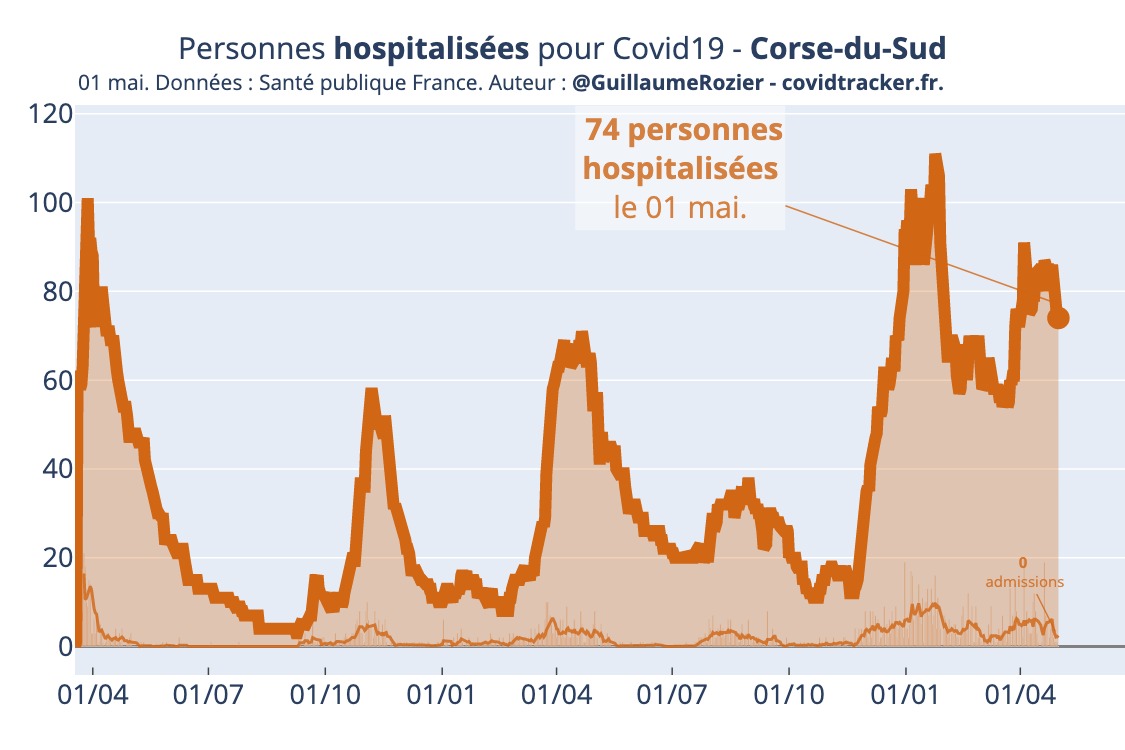 Personnes hospitalisées pour Covid19 - Corse-du-Sud
01 mai. Données : Santé publique France. Auteur : @GuillaumeRozier - covidtracker.fr.
120
74 personnes
hospitalisées
le 01 mai.
100
80
60
40
20
0
admissions
0
01/04
01/07
01/10
01/01
01/04
01/07
01/10
01/01
01/04